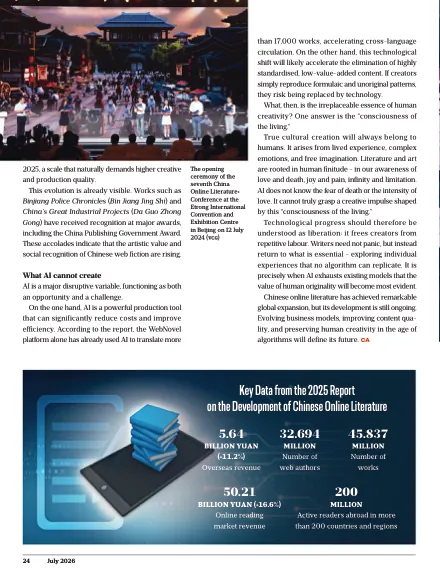 2025, a scale that naturally demands higher creative
and production quality.
This evolution is already visible. Works such as
Binjiang Police Chronicles (Bin Jiang Jing Shi) and
China's Great Industrial Projects (Da Guo Zhong
Gong) have received recognition at major awards,
including the China Publishing Government Award.
These accolades indicate that the artistic value and
social recognition of Chinese web fiction are rising.
What AI cannot create
AI is a major disruptive variable, functioning as both
an opportunity and a challenge.
On the one hand, AI is a powerful production tool
that can significantly reduce costs and improve
efficiency. According to the report, the WebNovel
platform alone has already used AI to translate more
The opening
ceremony of the
seventh China
Online Literature+
Conference at the
Etrong International
Convention and
Exhibition Centre
in Beijing on 12 July
2024 (VCG)
than 17,000 works, accelerating cross-language
circulation. On the other hand, this technological
shift will likely accelerate the elimination of highly
standardised, low-value-added content. If creators
simply reproduce formulaic and unoriginal patterns,
they risk being replaced by technology.
What, then, is the irreplaceable essence of human
creativity? One answer is the "consciousness of
the living."
True cultural creation will always belong to
humans. It arises from lived experience, complex
emotions, and free imagination. Literature and art
are rooted in human finitude - in our awareness of
love and death, joy and pain, infinity and limitation.
AI does not know the fear of death or the intensity of
love. It cannot truly grasp a creative impulse shaped
by this "consciousness of the living."
Technological progress should therefore be
understood as liberation: it frees creators from
repetitive labour. Writers need not panic, but instead
return to what is essential - exploring individual
experiences that no algorithm can replicate. It is
precisely when AI exhausts existing models that the
value of human originality will become most evident.
Chinese online literature has achieved remarkable
global expansion, but its development is still ongoing.
Evolving business models, improving content qua-
lity, and preserving human creativity in the age of
algorithms will define its future. CA
Key Data from the 2025 Report
on the Development of Chinese Online Literature
5.64
BILLION YUAN
(-11.2%)
Overseas revenue
32.694
MILLION
Number of
web authors
45.837
MILLION
Number of
works
50.21
BILLION YUAN (-16.6%)
Online reading
market revenue
200
MILLION
Active readers abroad in more
than 200 countries and regions
24 July 2026